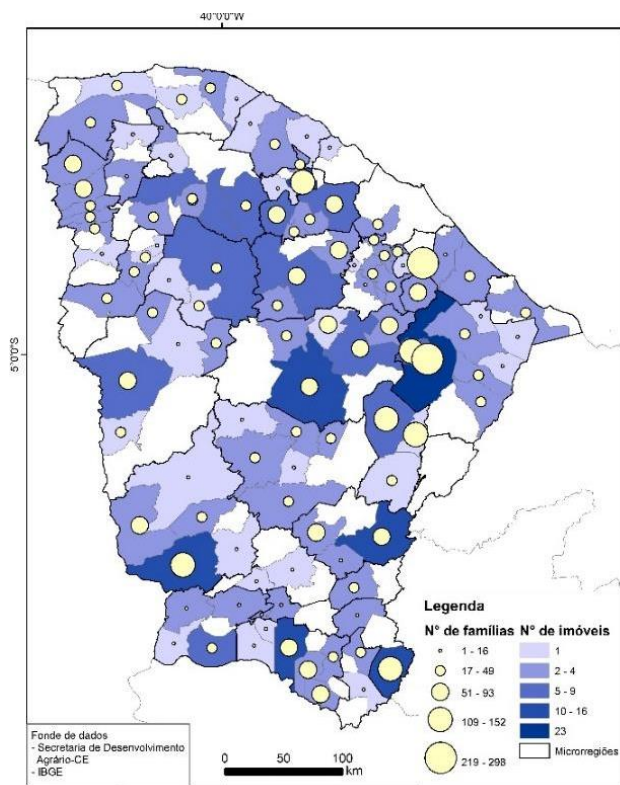 40°0'0"W
5°0'0"S
Legenda
N° de famílias
1 - 16
17 - 49
51 - 93
109 - 152
219 - 298
N° de imóveis
1
2 - 4
5 - 9
10 - 16
23
Microrregiões
Fonde de dados
- Secretaria de Desenvolvimento
Agrário-CE
- IBGE
0 50 100
km